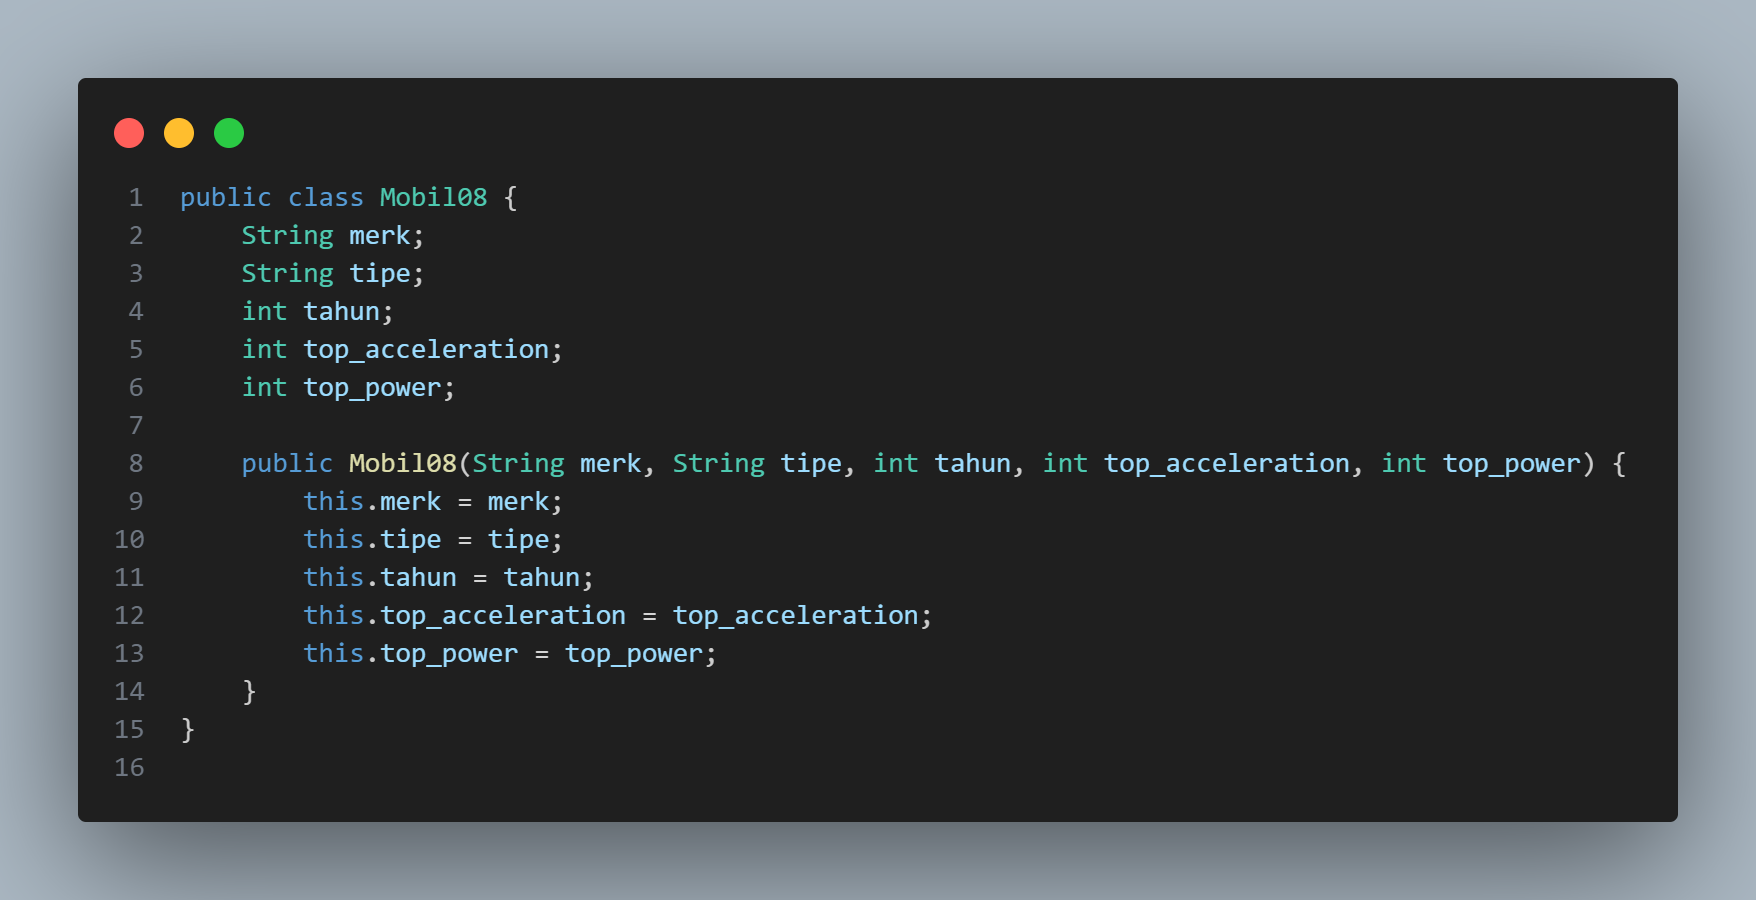 1 public class Mobil08 {
2     String merk;
3     String tipe;
4     int tahun;
5     int top_acceleration;
6     int top_power;
7
8     public Mobil08(String merk, String tipe, int tahun, int top_acceleration, int top_power) {
9         this.merk = merk;
10         this.tipe = tipe;
11         this.tahun = tahun;
12         this.top_acceleration = top_acceleration;
13         this.top_power = top_power;
14     }
15 }
16